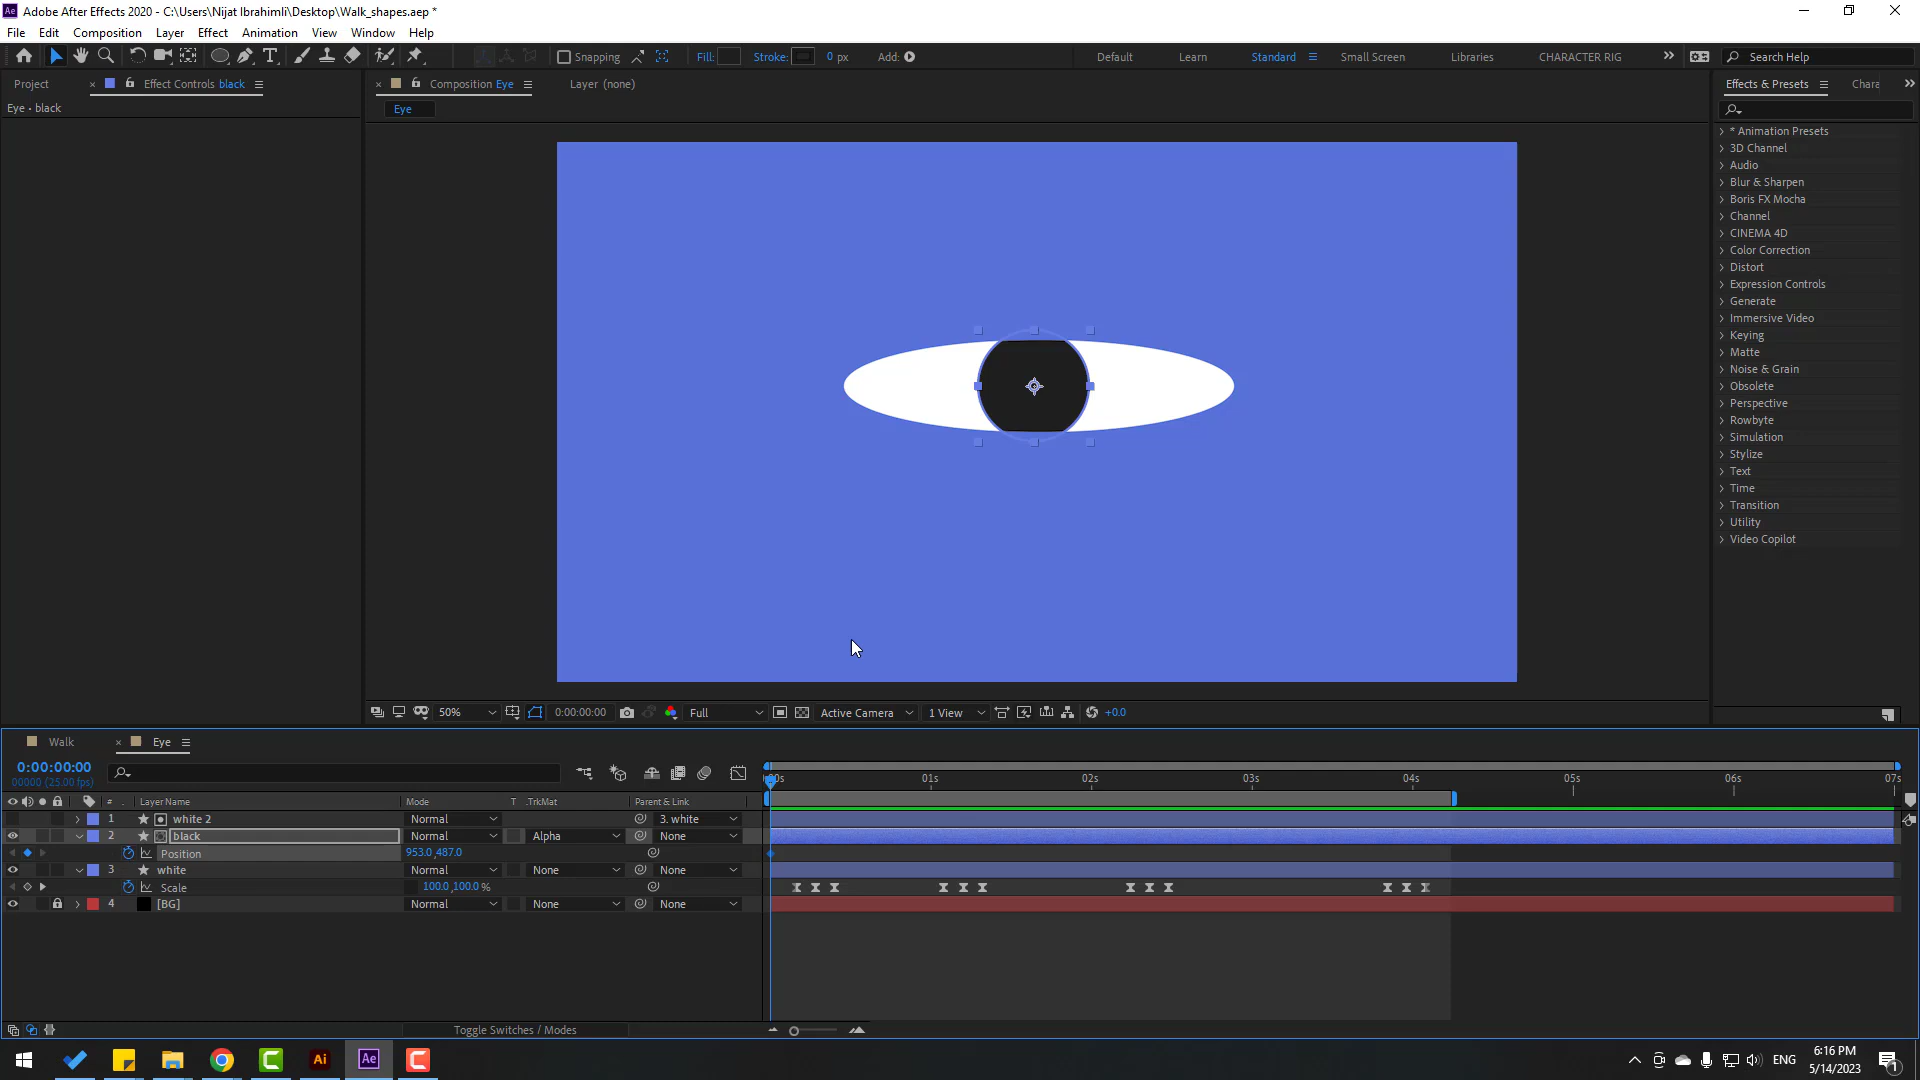 Ae Adobe After Effects 2020 - C:\Users\Nijat Ibrahimli\Desktop\Walk_shapes.aep *
File Edit Composition Layer Effect Animation View Window Help
Snapping Fill: Stroke: 0 px Add: Default Learn Standard Small Screen Libraries CHARACTER RIG Search Help
Project Effect Controls black Composition Eye Layer (none) Effects & Presets Chara
Eye • black
Eye
* Animation Presets
3D Channel
Audio
Blur & Sharpen
Boris FX Mocha
Channel
CINEMA 4D
Color Correction
Distort
Expression Controls
Generate
Immersive Video
Keying
Matte
Noise & Grain
Obsolete
Perspective
Rowbyte
Simulation
Stylize
Text
Time
Transition
Utility
Video Copilot
50% 0:00:00:00 Full Active Camera 1 View +0.0
Walk Eye
0:00:00:00
00000 (25.00 fps)
01s 02s 03s 04s 05s 06s 07s
# Layer Name Mode T .TrkMat Parent & Link
1 white 2 Normal 3. white
2 black Normal Alpha None
Position 953.0,487.0
3 white Normal None None
Scale 100.0,100.0 %
4 [BG] Normal None None
Toggle Switches / Modes
Ai Ae ENG 6:16 PM
5/14/2023
1